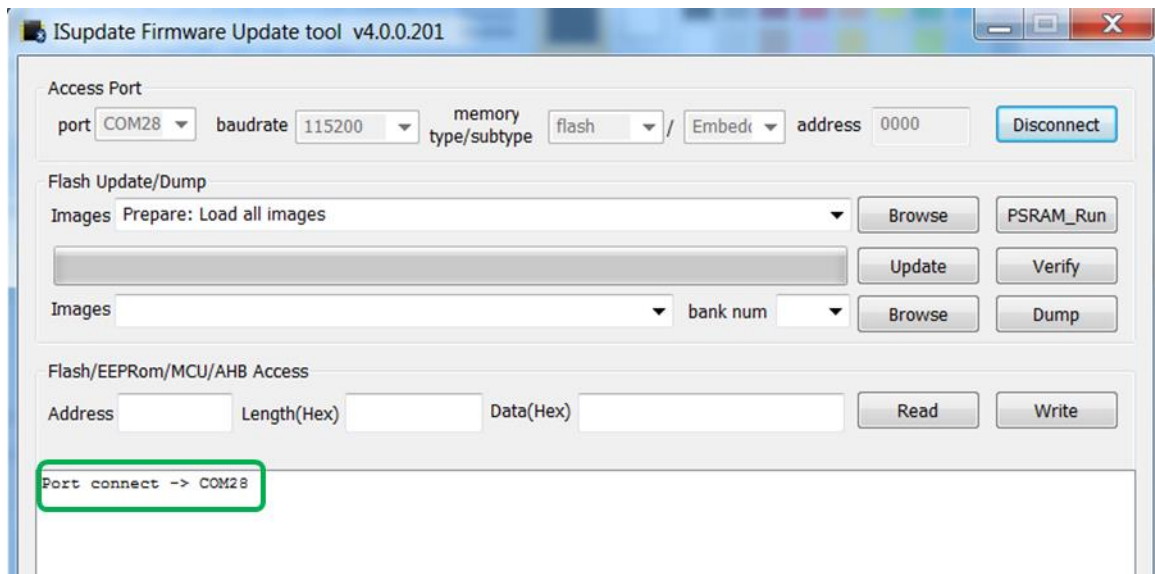 ISupdate Firmware Update tool v4.0.0.201
Access Port
port COM28 baudrate 115200 memory type/subtype flash / Embed address 0000 Disconnect
Flash Update/Dump
Images Prepare: Load all images Browse PSRAM_Run
Update Verify
Images bank num Browse Dump
Flash/EEPRom/MCU/AHB Access
Address Length(Hex) Data(Hex) Read Write
Port connect -> COM28